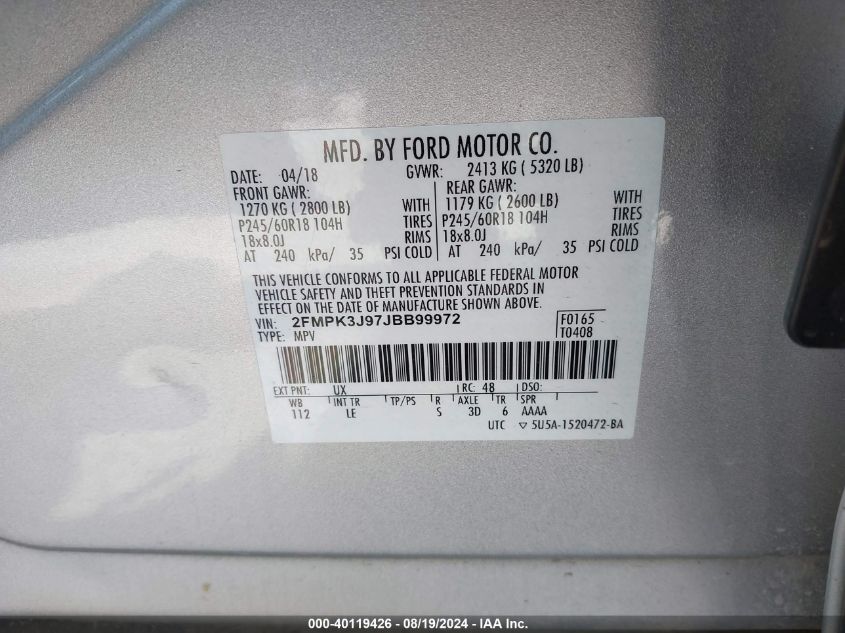 MFD. BY FORD MOTOR CO.
DATE: 04/18 GVWR: 2413 KG ( 5320 LB)
FRONT GAWR: REAR GAWR:
1270 KG ( 2800 LB) WITH 1179 KG ( 2600 LB) WITH
P245/60R18 104H TIRES P245/60R18 104H TIRES
18x8.0J RIMS 18x8.0J RIMS
AT 240 kPa/ 35 PSI COLD AT 240 kPa/ 35 PSI COLD
THIS VEHICLE CONFORMS TO ALL APPLICABLE FEDERAL MOTOR
VEHICLE SAFETY AND THEFT PREVENTION STANDARDS IN
EFFECT ON THE DATE OF MANUFACTURE SHOWN ABOVE.
VIN: 2FMPK3J97JBB99972 F0165
TYPE: MPV T0408
EXT PNT: UX RC: 48 DSO:
WB INT TR TP/PS R AXLE TR SPR
112 LE S 3D 6 AAAA
UTC ▽ 5U5A-1520472-BA
000-40119426 - 08/19/2024 - IAA Inc.